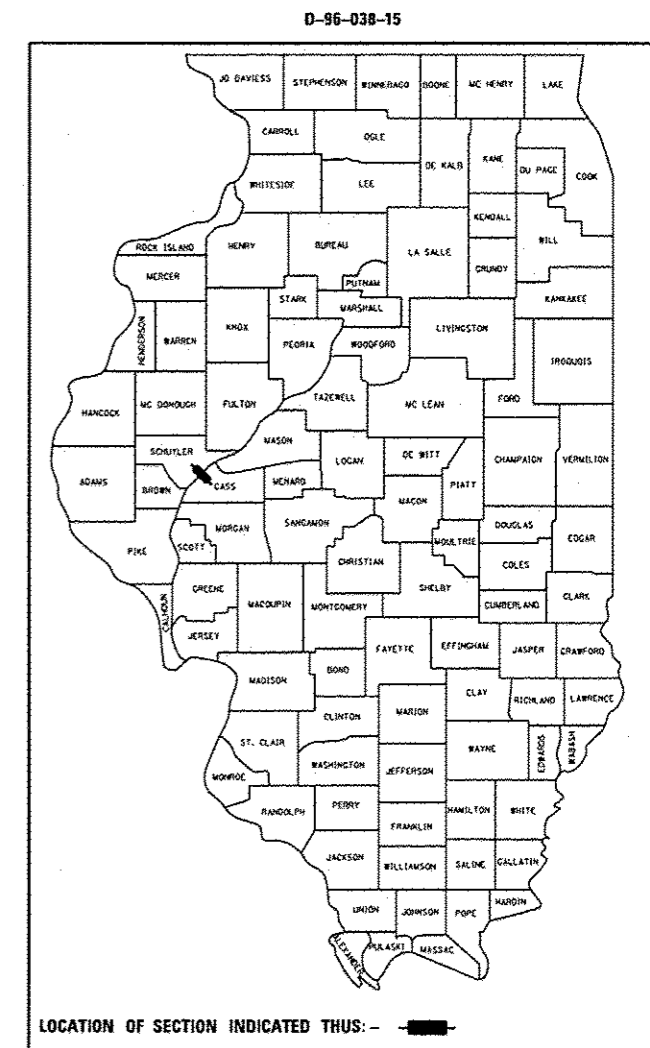 D-96-038-15
JO DAVIESS STEPHENSON WINNEBAGO BOONE MC HENRY LAKE
CARROLL OGLE DE KALB KANE DU PAGE COOK
WHITESIDE LEE KENDALL
ROCK ISLAND HENRY BUREAU LA SALLE GRUNDY WILL
MERCER PUTNAM KANKAKEE
STARK MARSHALL
HENDERSON WARREN KNOX PEORIA WOODFORD LIVINGSTON IROQUOIS
HANCOCK MC DONOUGH FULTON TAZEWELL MC LEAN FORD
SCHUYLER MASON LOGAN DE WITT CHAMPAIGN VERMILION
ADAMS BROWN CASS MENARD MACON PIATT
PIKE SCOTT MORGAN SANGAMON MOULTRIE DOUGLAS EDGAR
CHRISTIAN COLES
CALHOUN GREENE MACOUPIN MONTGOMERY SHELBY CUMBERLAND CLARK
JERSEY FAYETTE EFFINGHAM JASPER CRAWFORD
MADISON BOND CLAY RICHLAND LAWRENCE
CLINTON MARION
ST. CLAIR WASHINGTON JEFFERSON WAYNE EDWARDS WABASH
MONROE
RANDOLPH PERRY HAMILTON WHITE
FRANKLIN
JACKSON WILLIAMSON SALINE GALLATIN
UNION JOHNSON POPE HARDIN
ALEXANDER PULASKI MASSAC
LOCATION OF SECTION INDICATED THUS: -